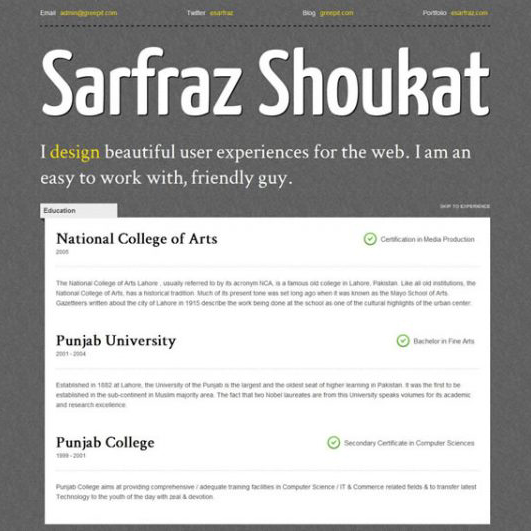 Email admin@greepit.com Twitter esarfraz Blog greepit.com Portfolio esarfraz.com
Sarfraz Shoukat
I design beautiful user experiences for the web. I am an
easy to work with, friendly guy.
Education SKIP TO EXPERIENCE
National College of Arts Certification in Media Production
2005
The National College of Arts Lahore , usually referred to by its acronym NCA, is a famous old college in Lahore, Pakistan. Like all old institutions, the
National College of Arts, has a historical tradition. Much of its present tone was set long ago when it was known as the Mayo School of Arts.
Gazetteers written about the city of Lahore in 1915 describe the work being done at the school as one of the cultural highlights of the urban center.
Punjab University Bachelor in Fine Arts
2001 - 2004
Established in 1882 at Lahore, the University of the Punjab is the largest and the oldest seat of higher learning in Pakistan. It was the first to be
established in the sub-continent in Muslim majority area. The fact that two Nobel laureates are from this University speaks volumes for its academic
and research excellence.
Punjab College Secondary Certificate in Computer Sciences
1999 - 2001
Punjab College aims at providing comprehensive / adequate training facilities in Computer Science / IT & Commerce related fields & to transfer latest
Technology to the youth of the day with zeal & devotion.